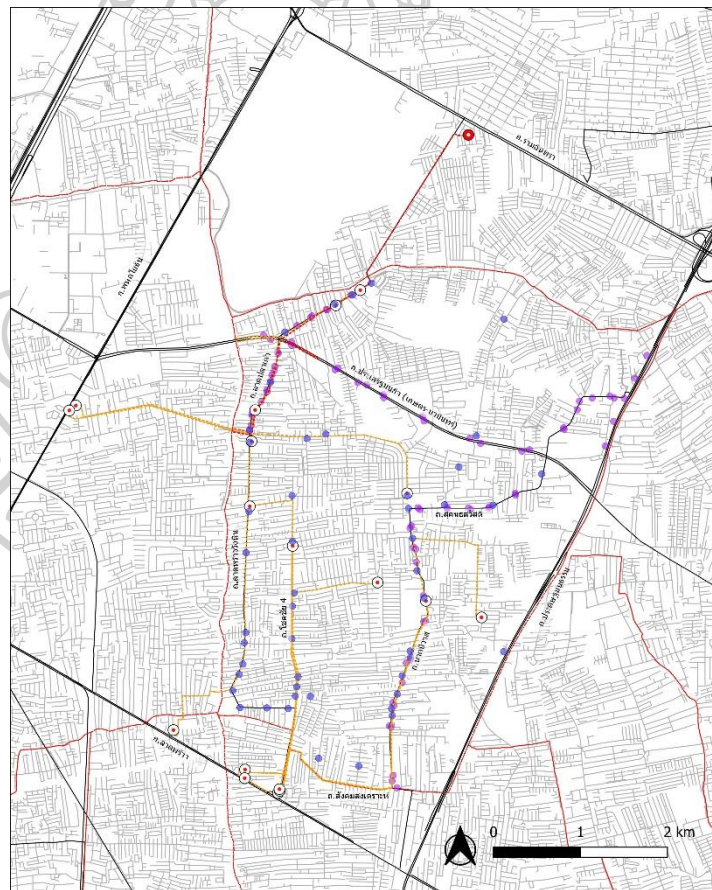 ถ.รามอินทรา
ถ.พหลโยธิน
ถ.ลาดปลาเค้า
ถ.ประเสริฐมนูกิจ (เกษตร-นวมินทร์)
ถ.สุคนธสวัสดิ์
ถ.ลาดพร้าววังหิน
ถ.โชคชัย 4
ถ.นาคนิวาส
ถ.ประดิษฐ์มนูธรรม
ถ.ลาดพร้าว
ถ.สังคมสงเคราะห์
0 1 2 km